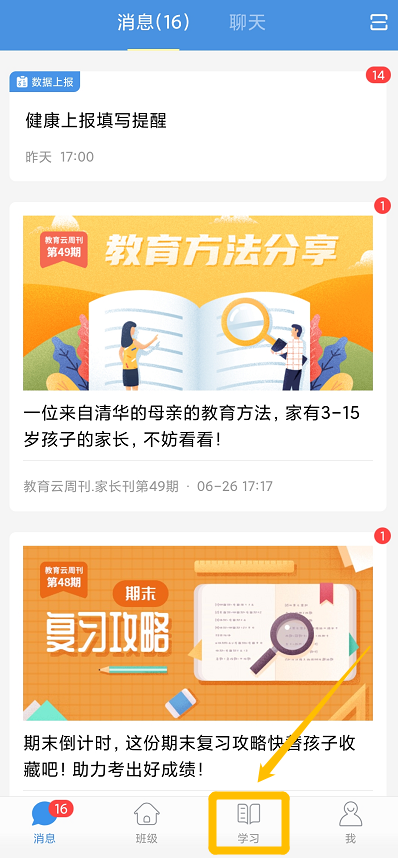 消息(16)
聊天
数据上报
14
健康上报填写提醒
昨天 17:00
1
教育云周刊
第49期
教育方法分享
一位来自清华的母亲的教育方法，家有3-15
岁孩子的家长，不妨看看！
教育云周刊.家长刊第49期 · 06-26 17:17
1
教育云周刊
第48期
期末
复习攻略
期末倒计时，这份期末复习攻略快替孩子收
藏吧！助力考出好成绩！
16
消息
班级
学习
我